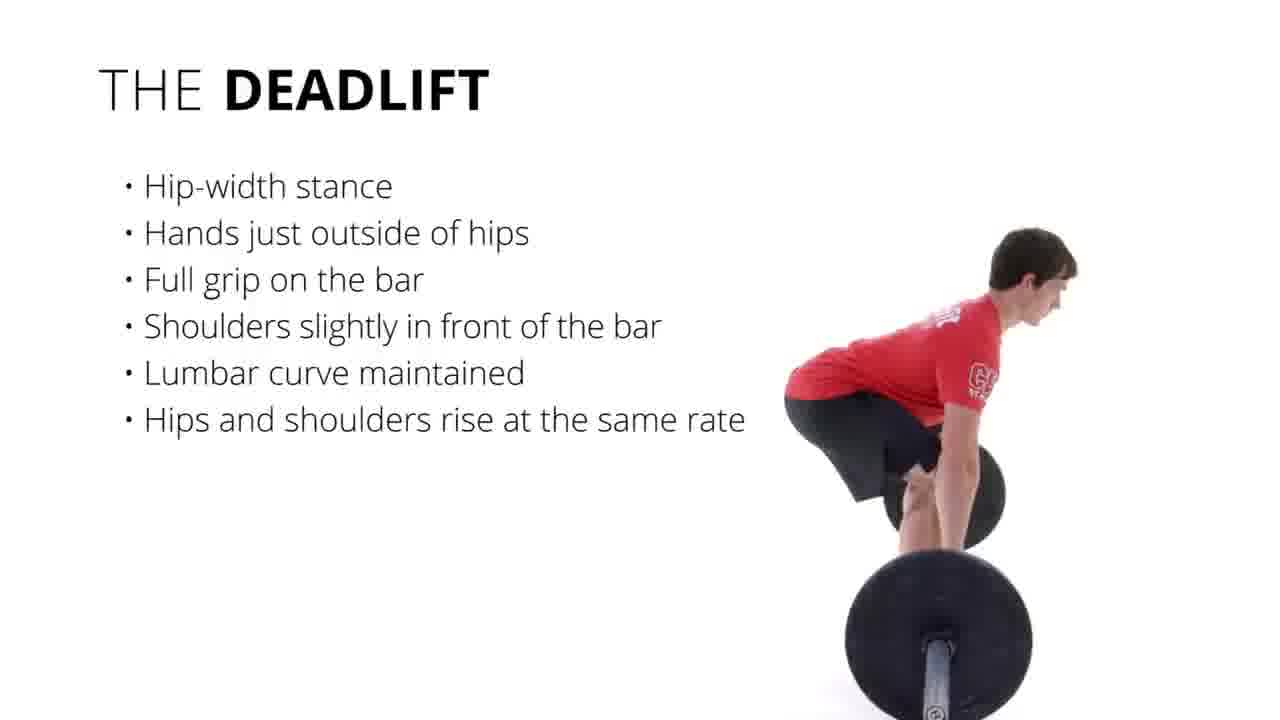 THE DEADLIFT
• Hip-width stance
• Hands just outside of hips
• Full grip on the bar
• Shoulders slightly in front of the bar
• Lumbar curve maintained
• Hips and shoulders rise at the same rate